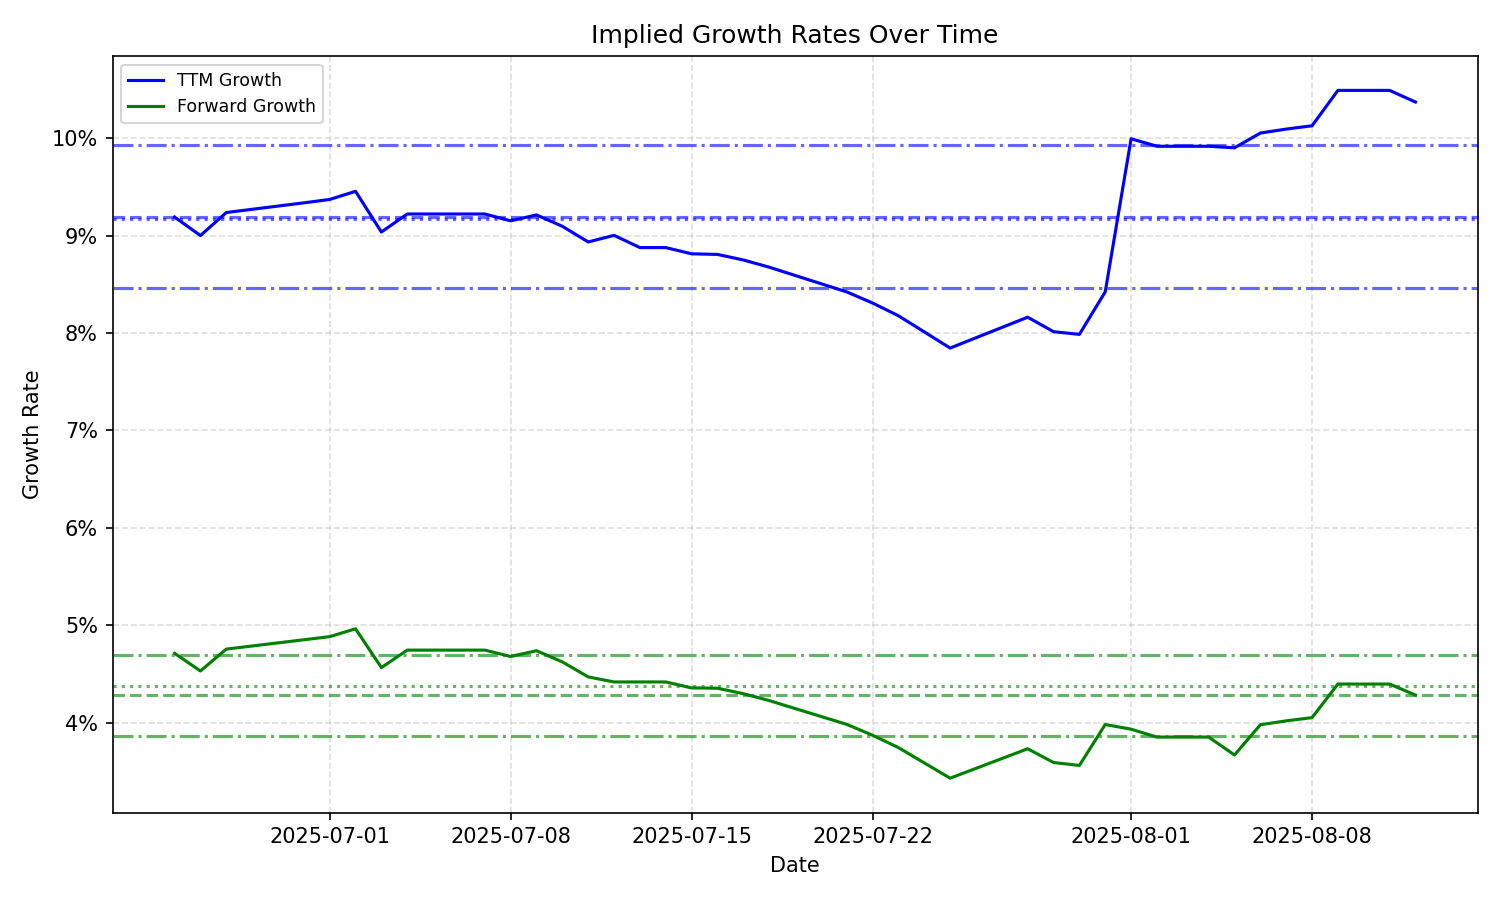 Implied Growth Rates Over Time
TTM Growth
Forward Growth
10%
9%
8%
7%
6%
5%
4%
Growth Rate
2025-07-01
2025-07-08
2025-07-15
2025-07-22
2025-08-01
2025-08-08
Date